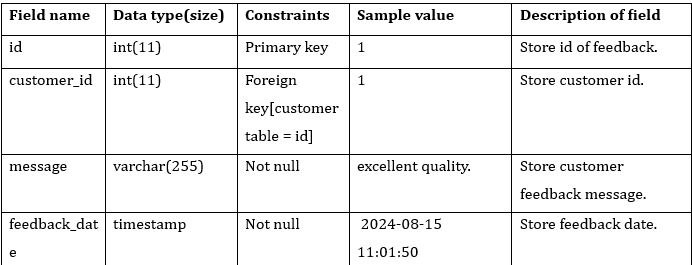 Field name Data type(size) Constraints Sample value Description of field
id int(11) Primary key 1 Store id of feedback.
customer_id int(11) Foreign 1 Store customer id.
key[customer
table = id]
message varchar(255) Not null excellent quality. Store customer
feedback message.
feedback_dat timestamp Not null 2024-08-15 Store feedback date.
e 11:01:50